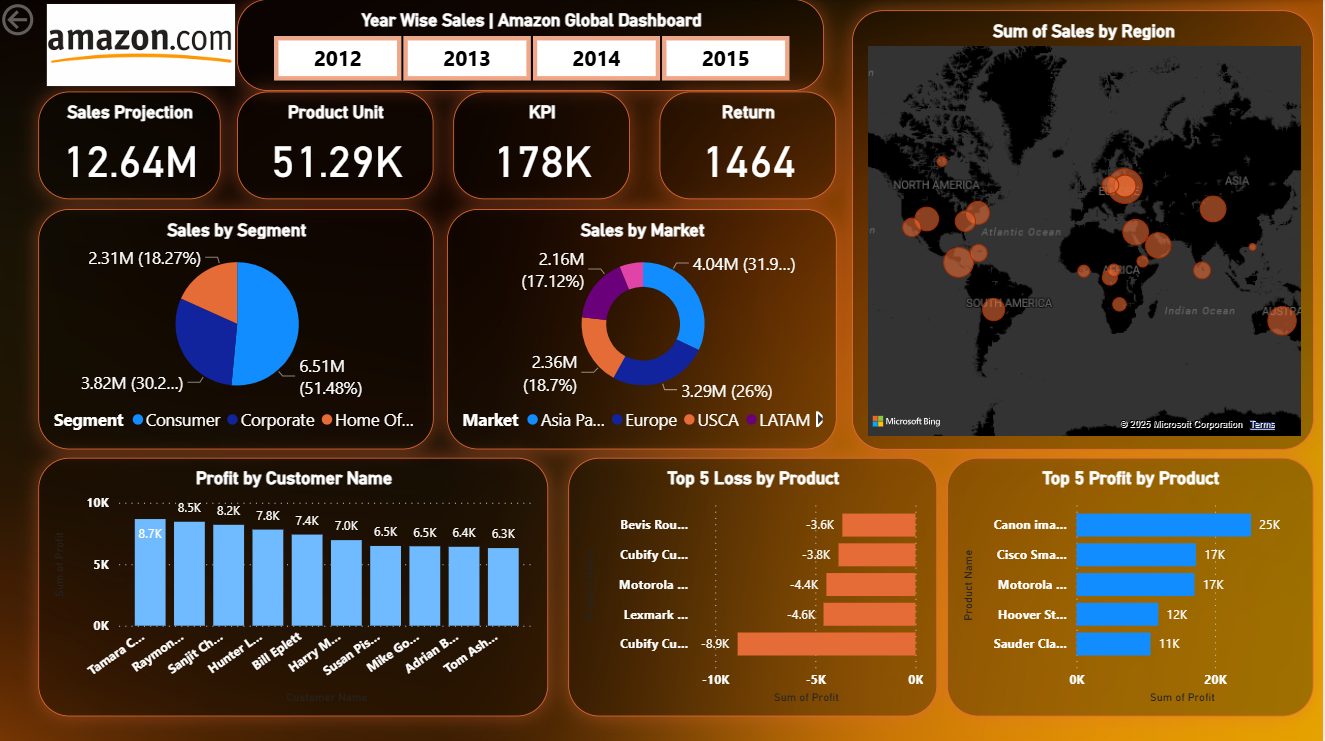 amazon.com
Year Wise Sales | Amazon Global Dashboard
2012
2013
2014
2015
Sales Projection
12.64M
Product Unit
51.29K
KPI
178K
Return
1464
Sum of Sales by Region
NORTH AMERICA
ASIA
Atlantic Ocean
AFRICA
SOUTH AMERICA
Indian Ocean
AUSTRA
Microsoft Bing
© 2025 Microsoft Corporation Terms
Sales by Segment
2.31M (18.27%)
3.82M (30.2...)
6.51M
(51.48%)
Segment Consumer Corporate Home Of...
Sales by Market
2.16M
(17.12%)
4.04M (31.9...)
2.36M
(18.7%)
3.29M (26%)
Market Asia Pa... Europe USCA LATAM
Profit by Customer Name
Sum of Profit
10K
5K
0K
8.7K
8.5K
8.2K
7.8K
7.4K
7.0K
6.5K
6.5K
6.4K
6.3K
Tamara C...
Raymon...
Sanjit Ch...
Hunter L...
Bill Eplett
Harry M...
Susan Pis...
Mike Go...
Adrian B...
Tom Ash...
Customer Name
Top 5 Loss by Product
Bevis Rou... -3.6K
Cubify Cu... -3.8K
Motorola ... -4.4K
Lexmark ... -4.6K
Cubify Cu... -8.9K
-10K -5K 0K
Sum of Profit
Top 5 Profit by Product
Product Name
Canon ima... 25K
Cisco Sma... 17K
Motorola ... 17K
Hoover St... 12K
Sauder Cla... 11K
0K 20K
Sum of Profit